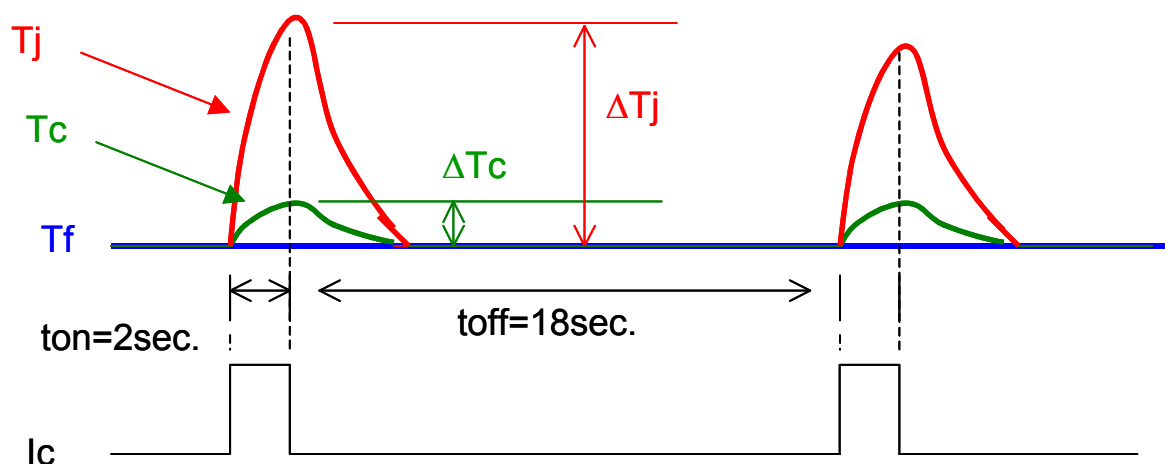 Tj
ΔTj
Tc
ΔTc
Tf
toff=18sec.
ton=2sec.
Ic